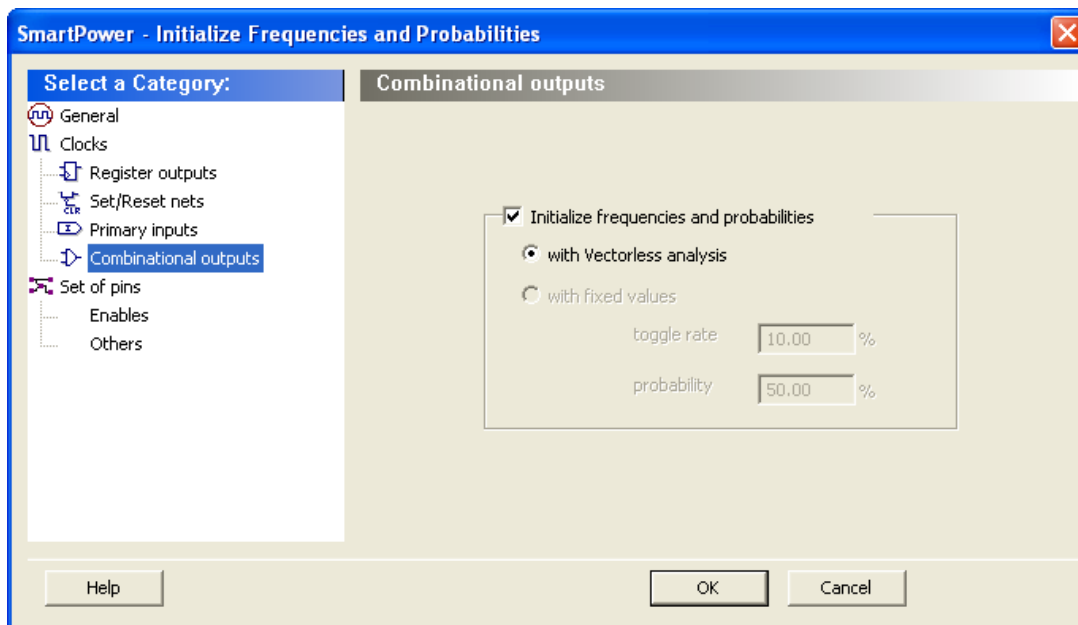 SmartPower - Initialize Frequencies and Probabilities
Select a Category:
General
Clocks
Register outputs
CLR
Set/Reset nets
Primary inputs
Combinational outputs
Set of pins
Enables
Others
Combinational outputs
Initialize frequencies and probabilities
with Vectorless analysis
with fixed values
toggle rate 10.00 %
probability 50.00 %
Help
OK
Cancel